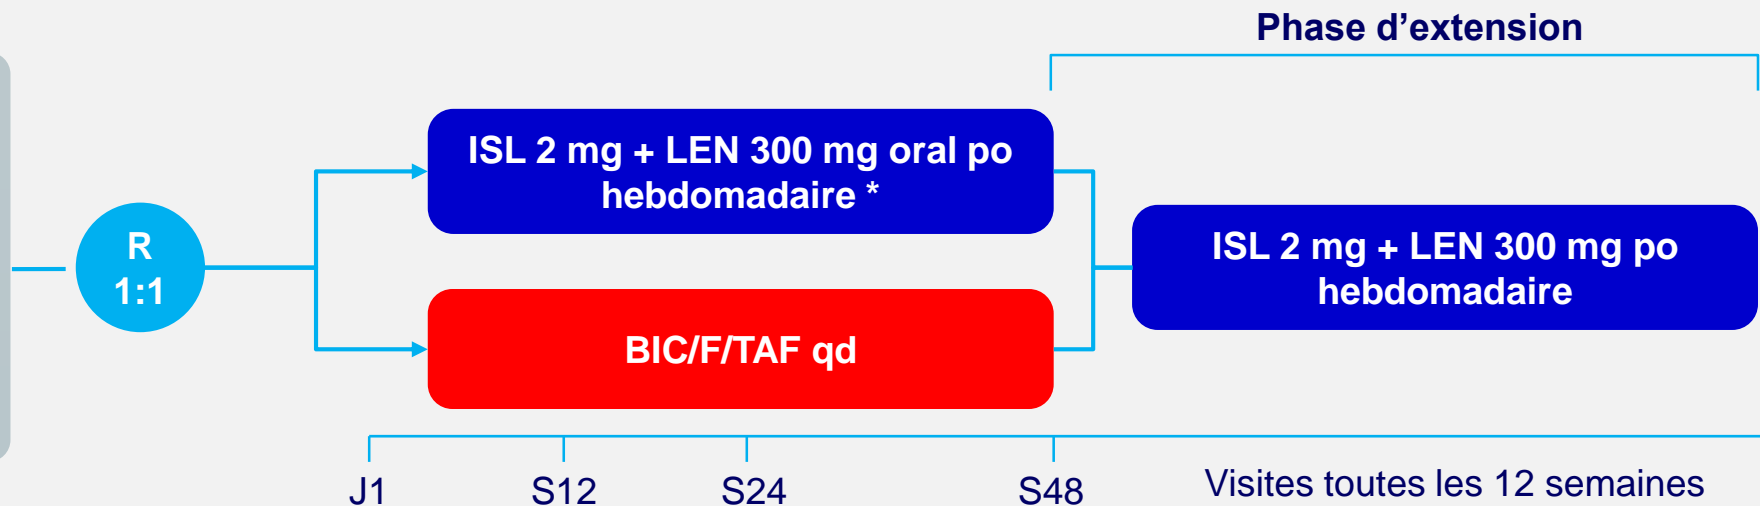 Phase d’extension
ISL 2 mg + LEN 300 mg oral po
hebdomadaire *
R
1:1
ISL 2 mg + LEN 300 mg po
hebdomadaire
BIC/F/TAF qd
J1
S12
S24
S48
Visites toutes les 12 semaines